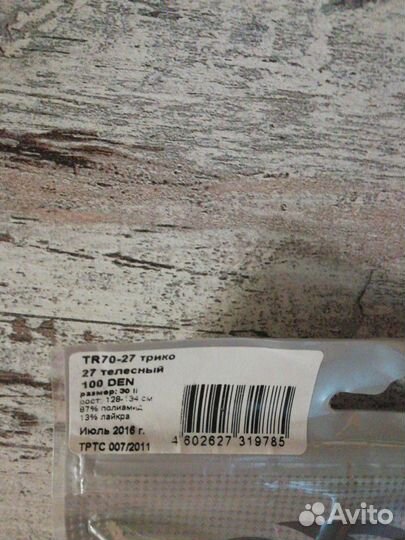 TR70-27 трико
27 телесный
100 DEN
размер: 30
рост: 128-134 см
87% полиамид
13% лайкра
Июль 2016 г.
ТРТС 007/2011
4 602627 319785
Avito